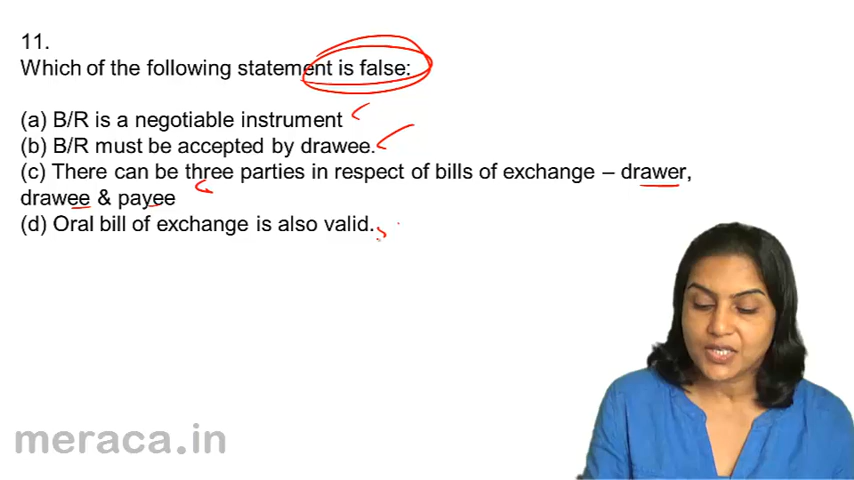 11.
Which of the following statement is false:
(a) B/R is a negotiable instrument
(b) B/R must be accepted by drawee.
(c) There can be three parties in respect of bills of exchange – drawer,
drawee & payee
(d) Oral bill of exchange is also valid.
meraca.in